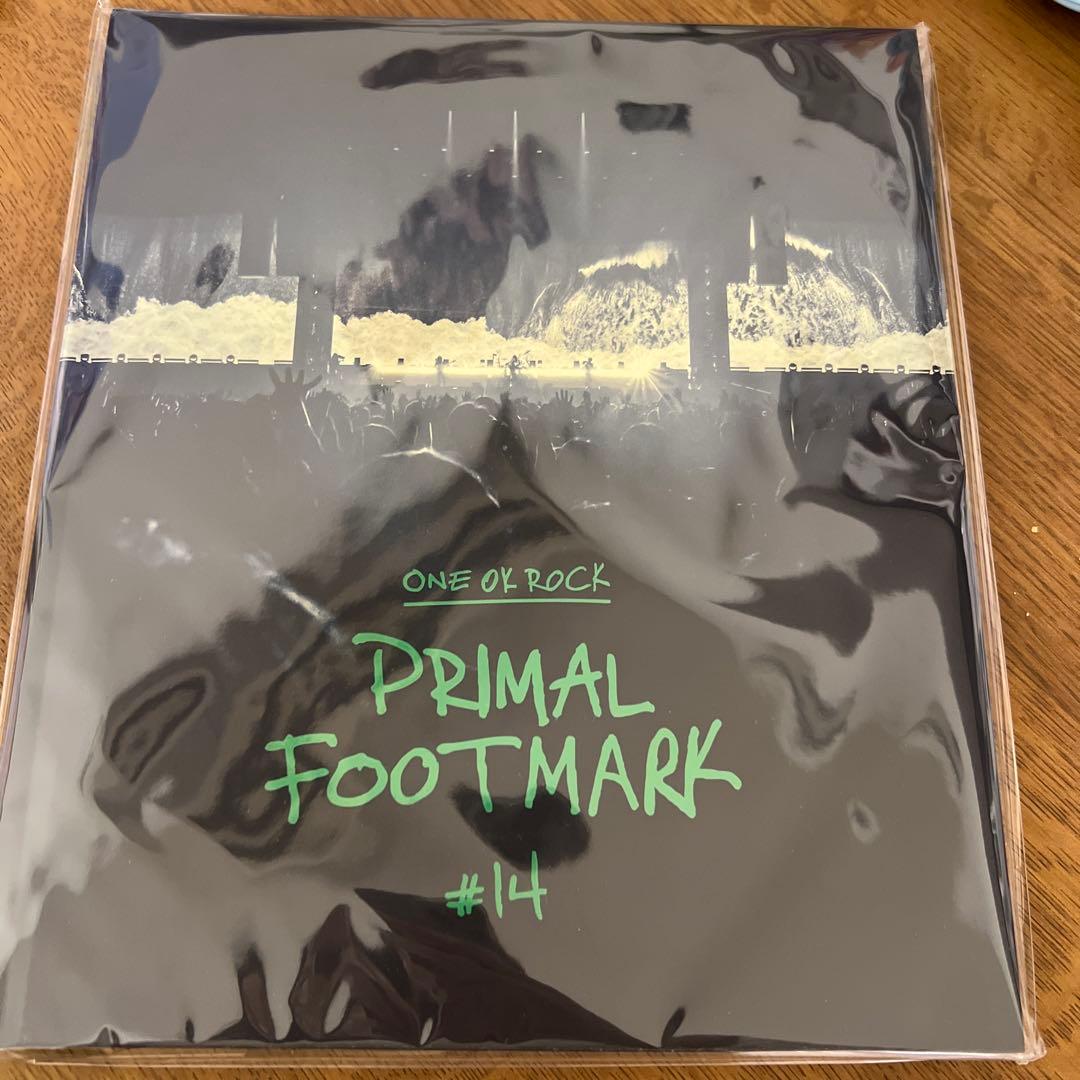 ONE OK ROCK
PRIMAL
FOOTMARK
#14